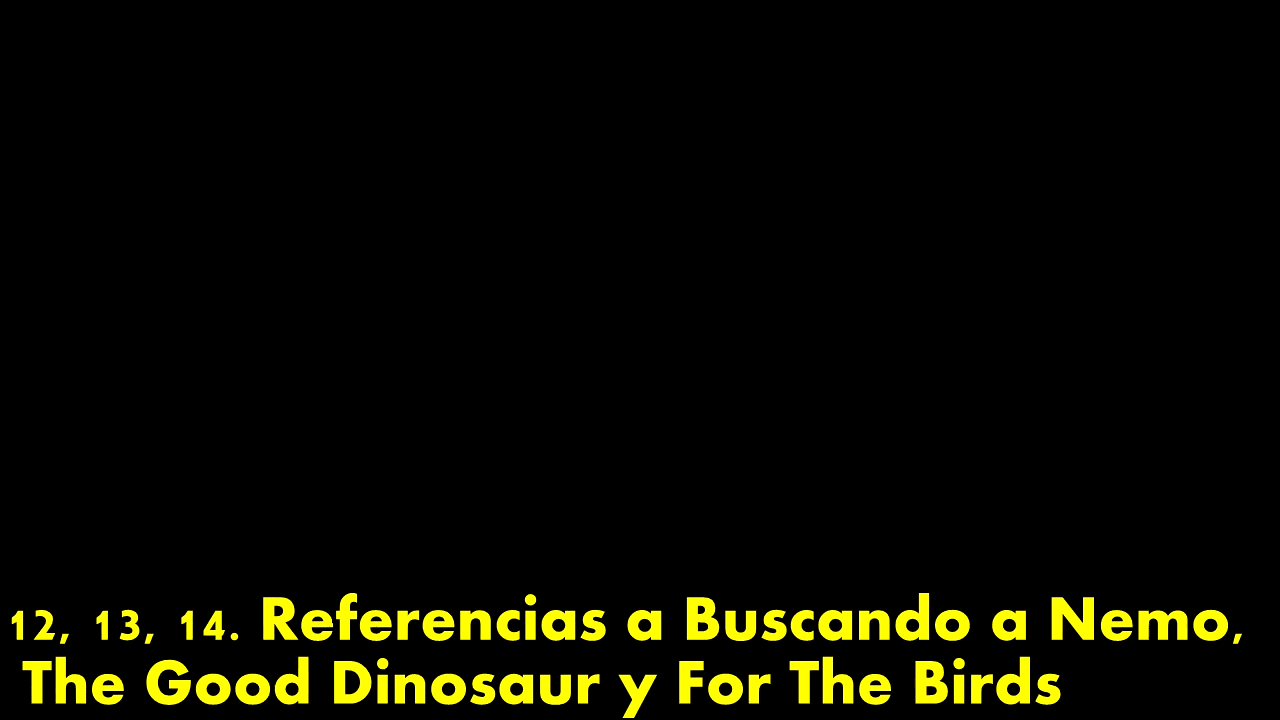 12, 13, 14. Referencias a Buscando a Nemo,
The Good Dinosaur y For The Birds